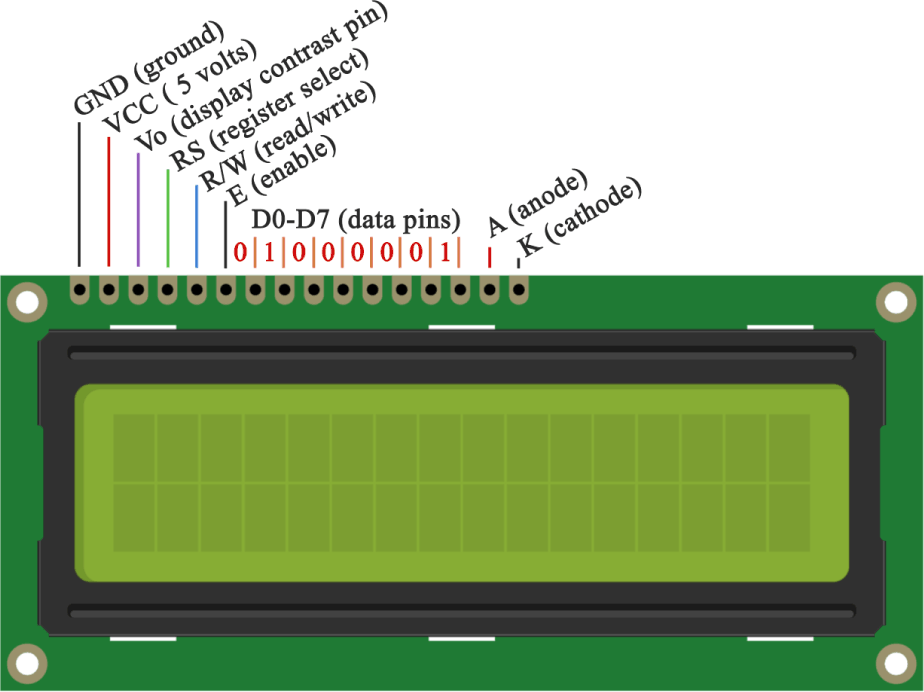 GND (ground)
VCC ( 5 volts)
Vo (display contrast pin)
RS (register select)
R/W (read/write)
E (enable)
D0-D7 (data pins)
0 1 0 0 0 0 0 1
A (anode)
K (cathode)